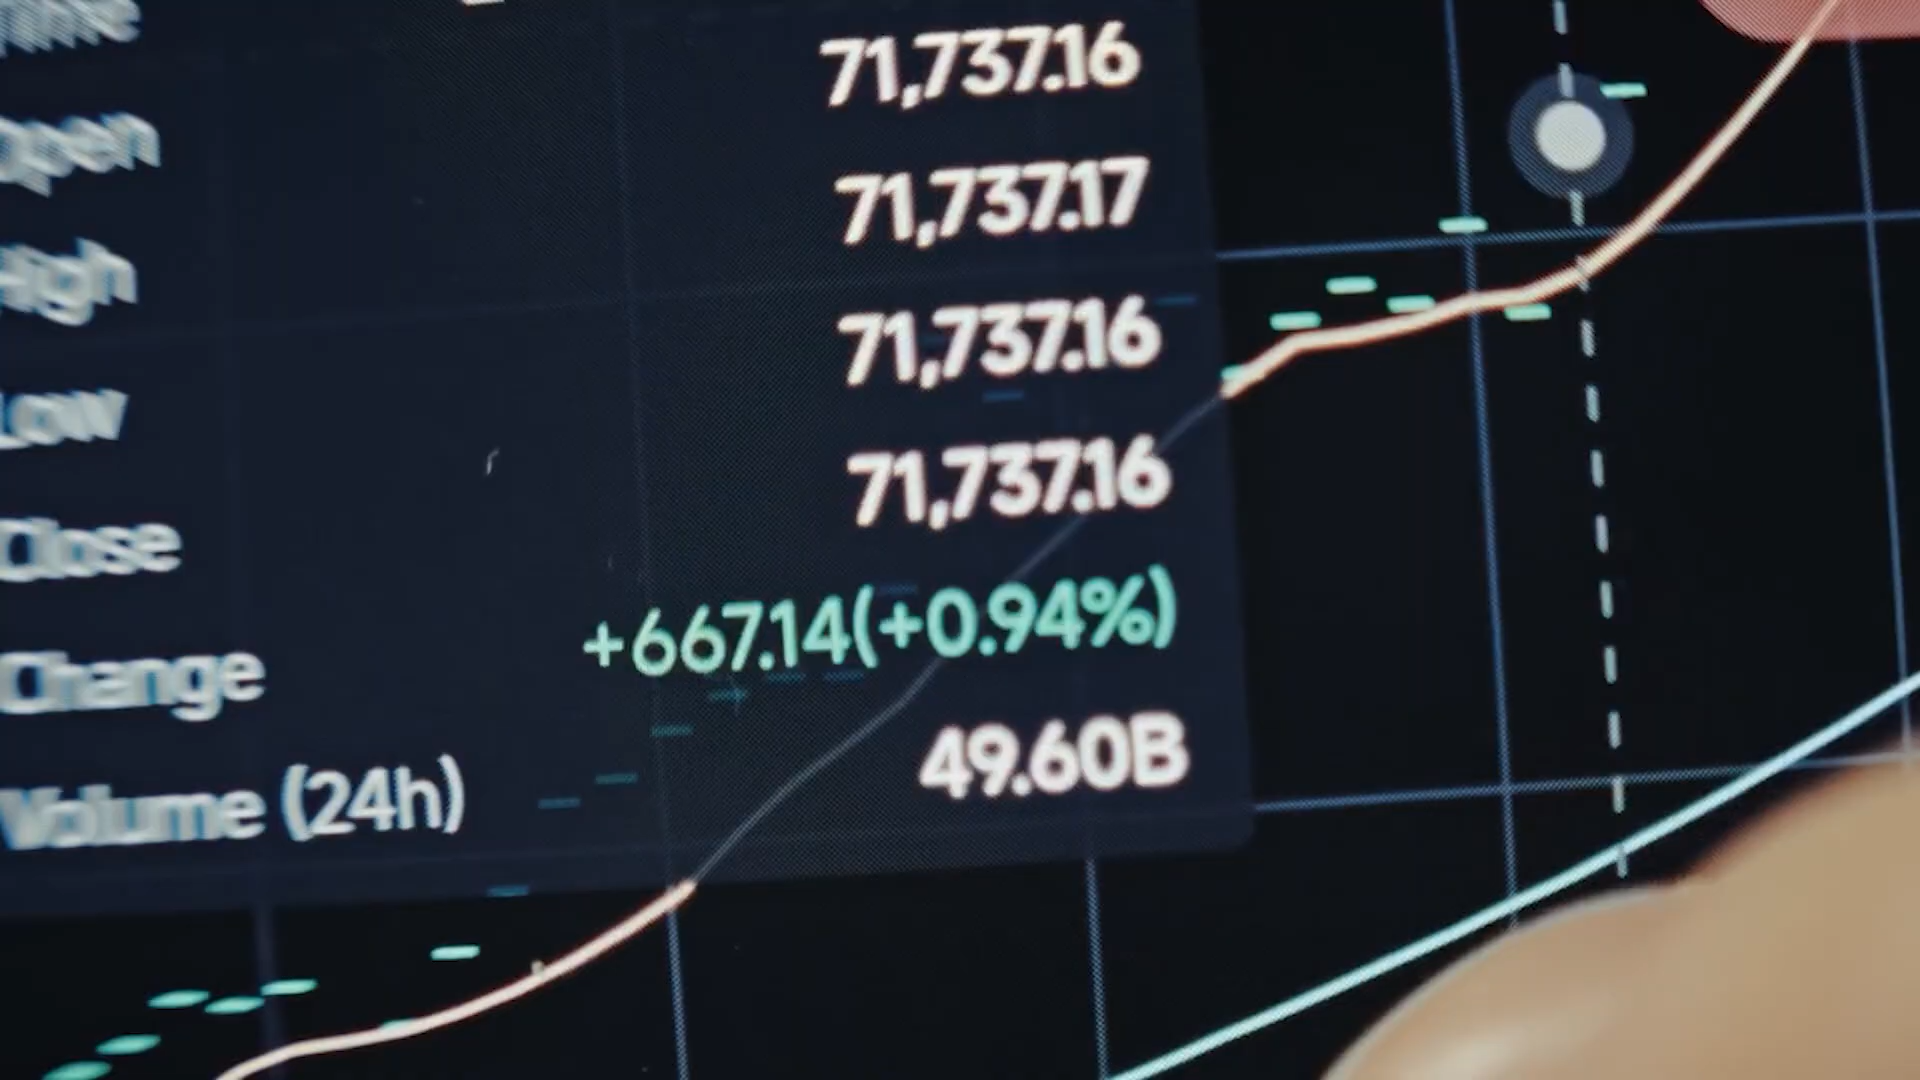 Time
Open 71,737.16
High 71,737.17
Low 71,737.16
Close 71,737.16
Change +667.14(+0.94%)
Volume (24h) 49.60B